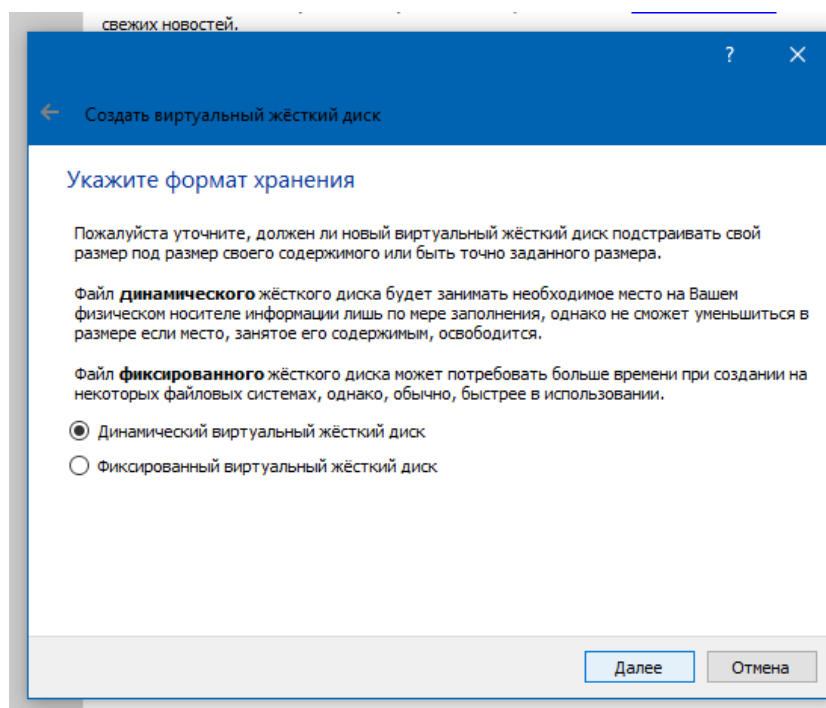 свежих новостей.
?
Создать виртуальный жёсткий диск
Укажите формат хранения
Пожалуйста уточните, должен ли новый виртуальный жёсткий диск подстраивать свой
размер под размер своего содержимого или быть точно заданного размера.
Файл динамического жёсткого диска будет занимать необходимое место на Вашем
физическом носителе информации лишь по мере заполнения, однако не сможет уменьшиться в
размере если место, занятое его содержимым, освободится.
Файл фиксированного жёсткого диска может потребовать больше времени при создании на
некоторых файловых системах, однако, обычно, быстрее в использовании.
Динамический виртуальный жёсткий диск
Фиксированный виртуальный жёсткий диск
Далее
Отмена